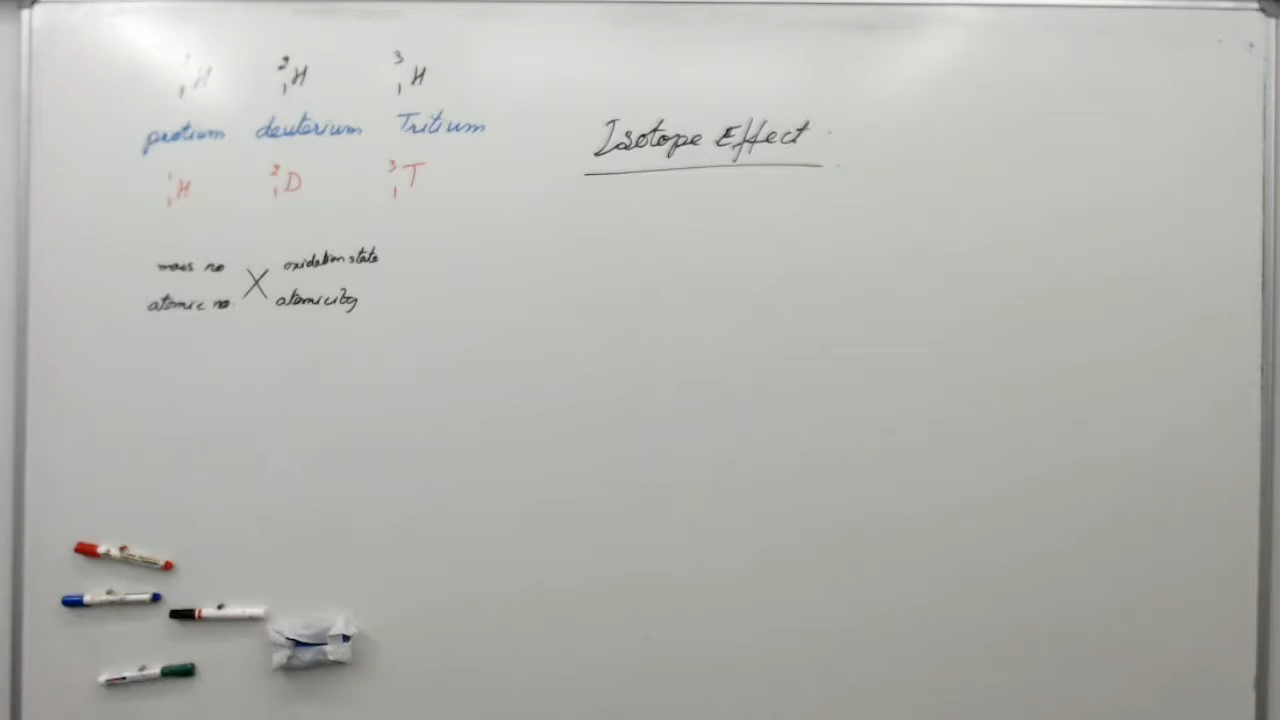 ¹₁H ²₁H ³₁H
protium deuterium Tritium
¹₁H ²₁D ³₁T
Isotope Effect
mass no oxidation state
X
atomic no. atomicity